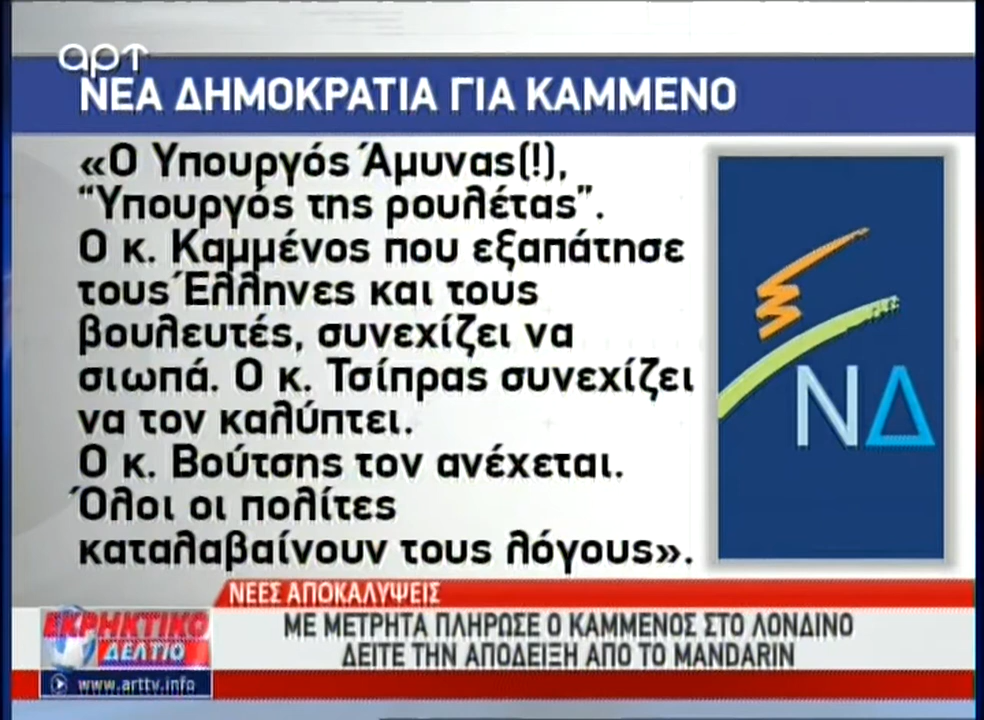 αρτ
ΝΕΑ ΔΗΜΟΚΡΑΤΙΑ ΓΙΑ ΚΑΜΜΕΝΟ
«Ο Υπουργός Άμυνας(!),
“Υπουργός της ρουλέτας”.
Ο κ. Καμμένος που εξαπάτησε
τους Έλληνες και τους
βουλευτές, συνεχίζει να
σιωπά. Ο κ. Τσίπρας συνεχίζει
να τον καλύπτει.
Ο κ. Βούτσης τον ανέχεται.
Όλοι οι πολίτες
καταλαβαίνουν τους λόγους».
ΝΔ
ΝΕΕΣ ΑΠΟΚΑΛΥΨΕΙΣ
ΜΕ ΜΕΤΡΗΤΑ ΠΛΗΡΩΣΕ Ο ΚΑΜΜΕΝΟΣ ΣΤΟ ΛΟΝΔΙΝΟ
ΔΕΙΤΕ ΤΗΝ ΑΠΟΔΕΙΞΗ ΑΠΟ ΤΟ MANDARIN
ΕΚΡΗΚΤΙΚΟ
ΔΕΛΤΙΟ
www.arttv.info